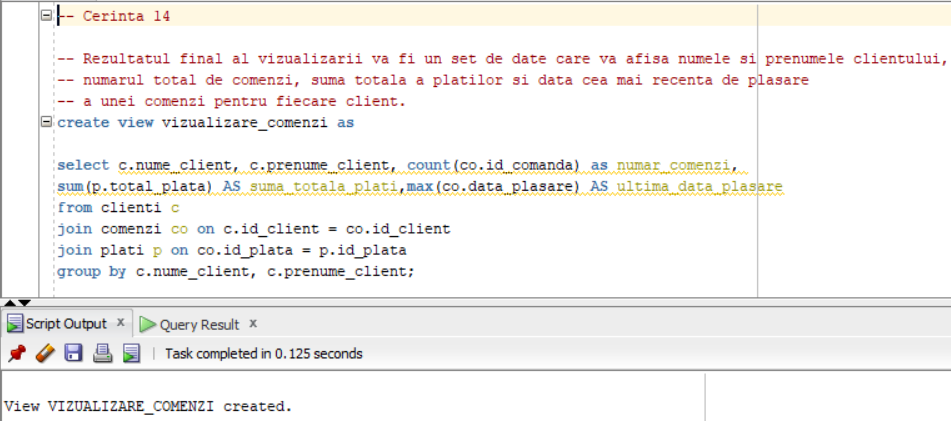 -- Cerinta 14
-- Rezultatul final al vizualizarii va fi un set de date care va afisa numele si prenumele clientului,
-- numarul total de comenzi, suma totala a platilor si data cea mai recenta de plasare
-- a unei comenzi pentru fiecare client.
create view vizualizare_comenzi as
select c.nume_client, c.prenume_client, count(co.id_comanda) as numar_comenzi,
sum(p.total_plata) AS suma_totala_plati,max(co.data_plasare) AS ultima_data_plasare
from clienti c
join comenzi co on c.id_client = co.id_client
join plati p on co.id_plata = p.id_plata
group by c.nume_client, c.prenume_client;
Script Output x Query Result x
Task completed in 0.125 seconds
View VIZUALIZARE_COMENZI created.